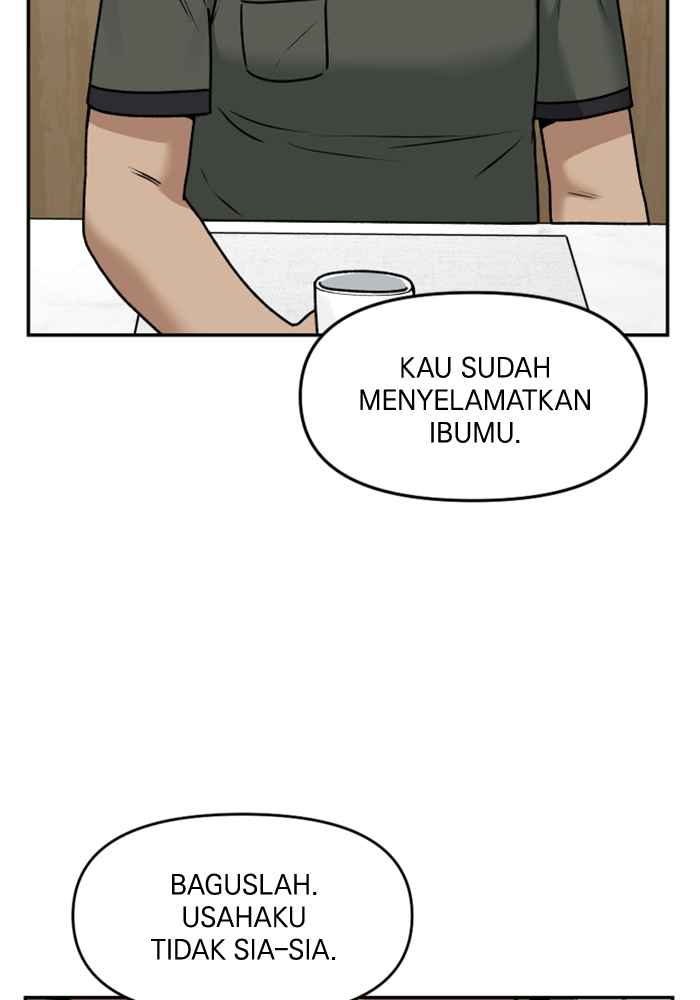 KAU SUDAH
MENYELAMATKAN
IBUMU.
BAGUSLAH.
USAHAKU
TIDAK SIA-SIA.